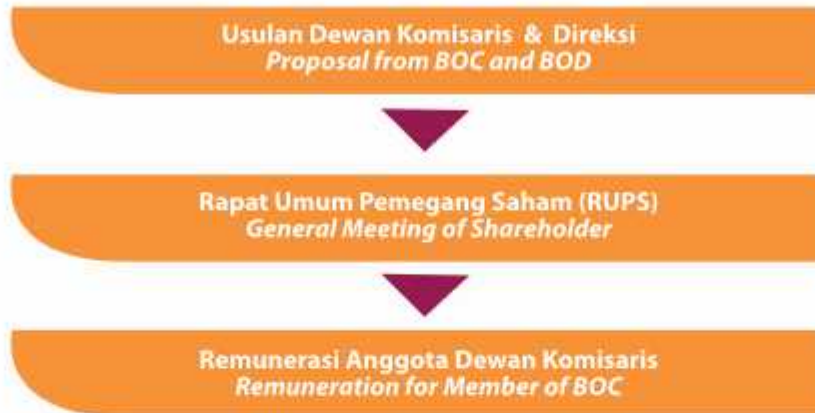 Usulan Dewan Komisaris & Direksi
Proposal from BOC and BOD
Rapat Umum Pemegang Saham (RUPS)
General Meeting of Shareholder
Remunerasi Anggota Dewan Komisaris
Remuneration for Member of BOC